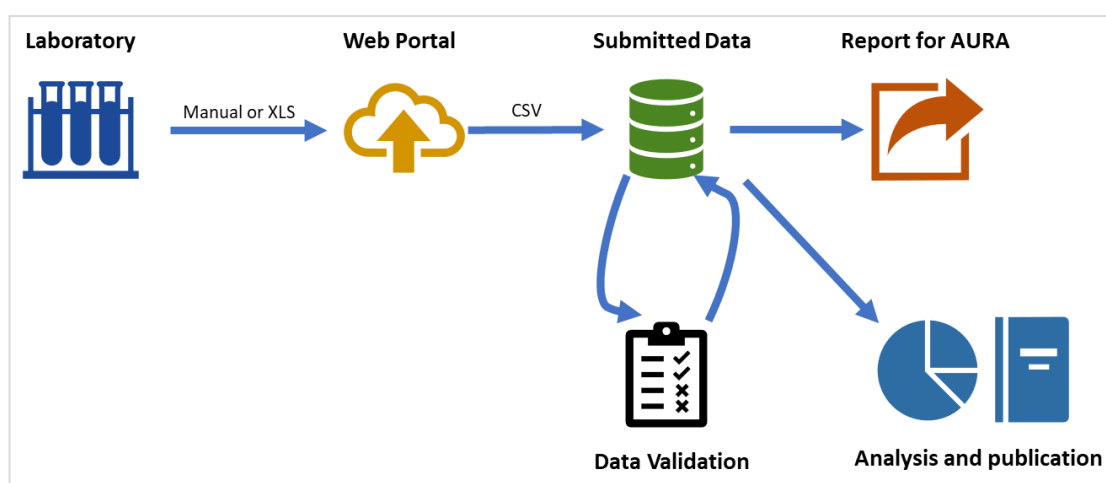 Laboratory
Web Portal
Submitted Data
Report for AURA
Manual or XLS
CSV
Data Validation
Analysis and publication